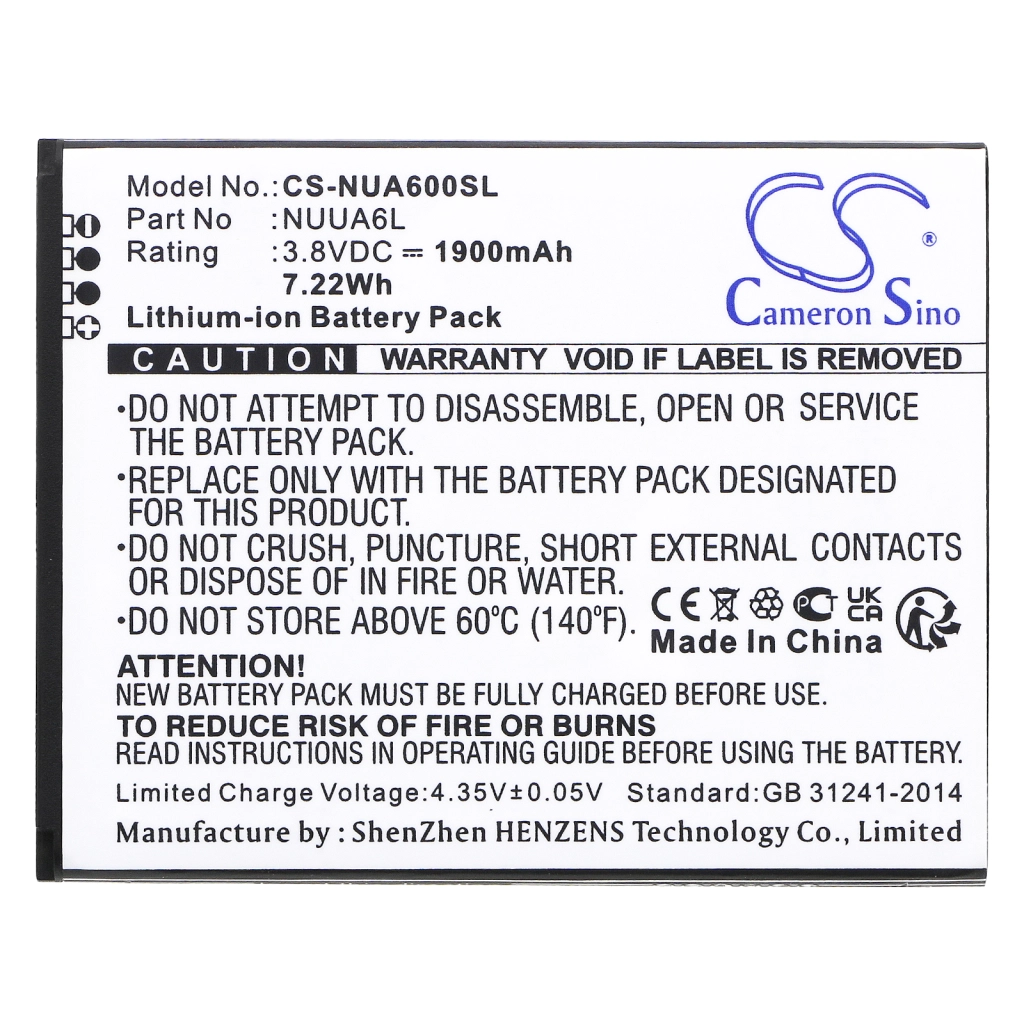 Model No.: CS-NUA600SL
Part No : NUUA6L
Rating : 3.8VDC ⎓ 1900mAh
7.22Wh
Lithium-ion Battery Pack
CS ®
Cameron Sino
CAUTION WARRANTY VOID IF LABEL IS REMOVED
•DO NOT ATTEMPT TO DISASSEMBLE, OPEN OR SERVICE
THE BATTERY PACK.
•REPLACE ONLY WITH THE BATTERY PACK DESIGNATED
FOR THIS PRODUCT.
•DO NOT CRUSH, PUNCTURE, SHORT EXTERNAL CONTACTS
OR DISPOSE OF IN FIRE OR WATER.
•DO NOT STORE ABOVE 60°C (140°F).
CE PCT UK CA
Made In China
ATTENTION!
NEW BATTERY PACK MUST BE FULLY CHARGED BEFORE USE.
TO REDUCE RISK OF FIRE OR BURNS
READ INSTRUCTIONS IN OPERATING GUIDE BEFORE USING THE BATTERY.
Limited Charge Voltage:4.35V±0.05V Standard:GB 31241-2014
Manufacture by : ShenZhen HENZENS Technology Co., Limited